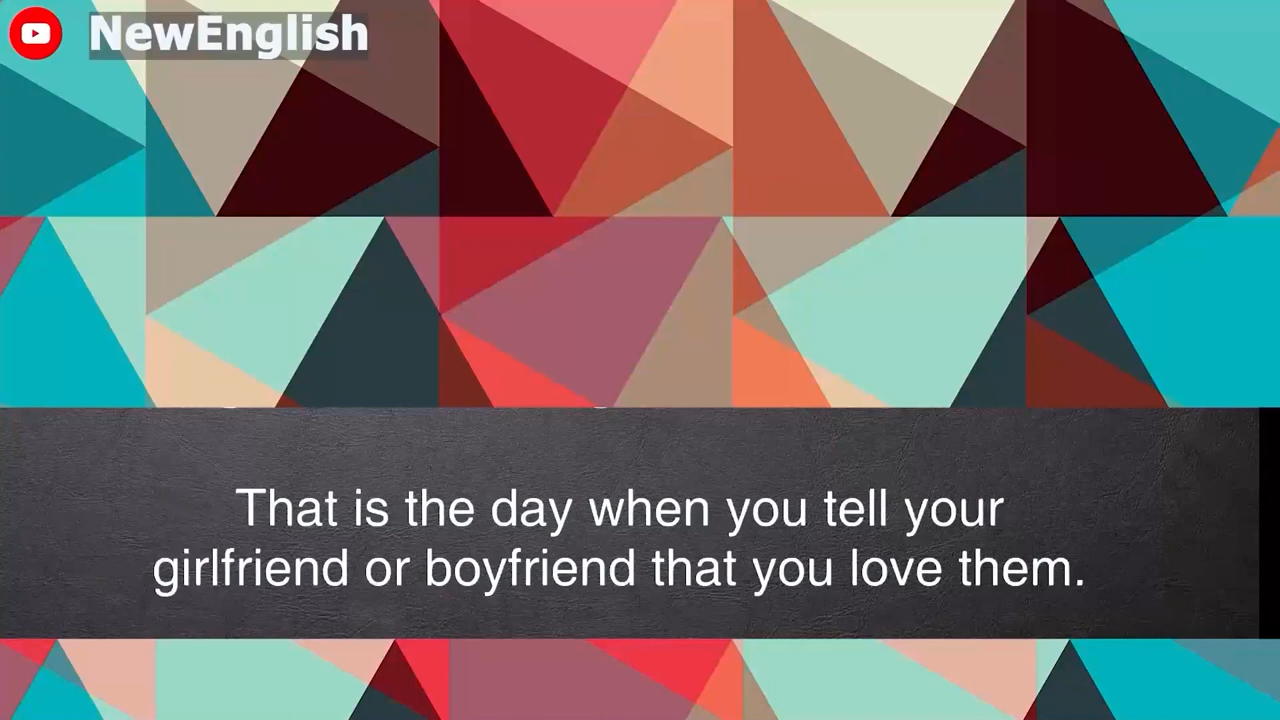 NewEnglish
That is the day when you tell your
girlfriend or boyfriend that you love them.